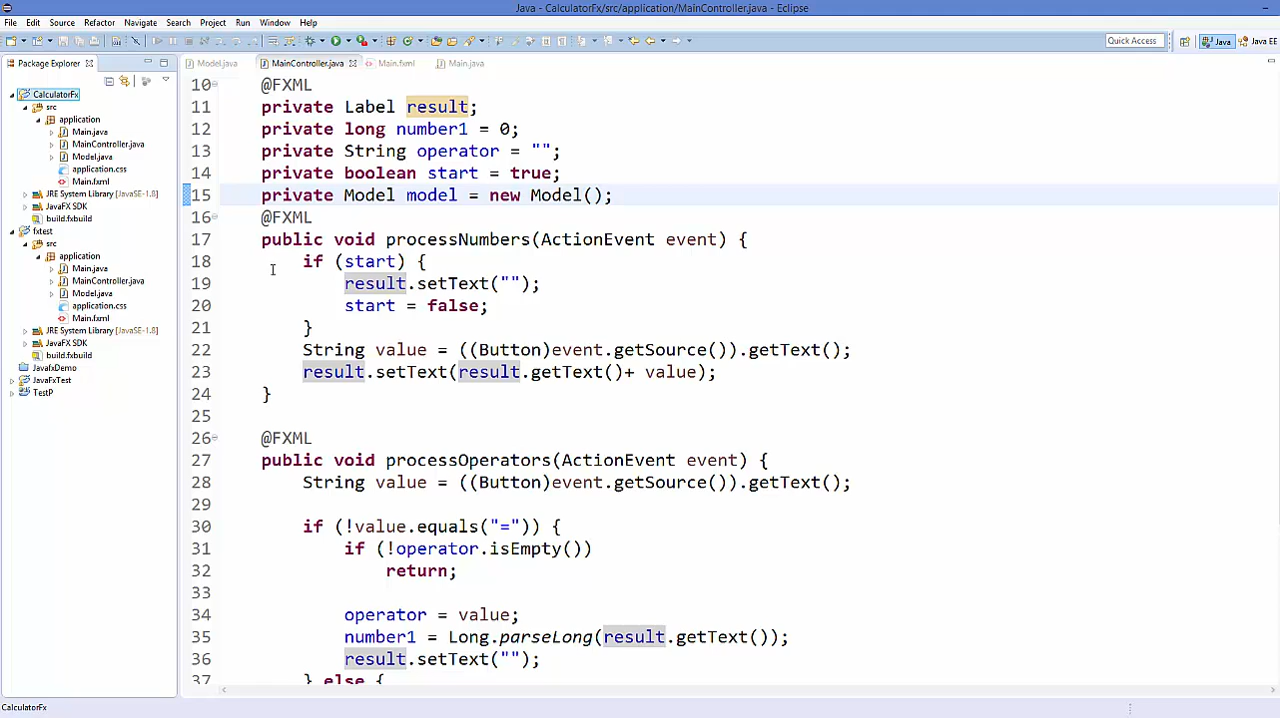 Java - CalculatorFx/src/application/MainController.java - Eclipse
File Edit Source Refactor Navigate Search Project Run Window Help
Quick Access Java Java EE
Package Explorer
Model.java MainController.java Main.fxml Main.java
CalculatorFx
src
application
Main.java
MainController.java
Model.java
application.css
Main.fxml
JRE System Library [JavaSE-1.8]
JavaFX SDK
build.fxbuild
fxtest
src
application
Main.java
MainController.java
Model.java
application.css
Main.fxml
JRE System Library [JavaSE-1.8]
JavaFX SDK
build.fxbuild
JavafxDemo
JavaFxTest
TestP
10 @FXML
11 private Label result;
12 private long number1 = 0;
13 private String operator = "";
14 private boolean start = true;
15 private Model model = new Model();
16 @FXML
17 public void processNumbers(ActionEvent event) {
18 if (start) {
19 result.setText("");
20 start = false;
21 }
22 String value = ((Button)event.getSource()).getText();
23 result.setText(result.getText()+ value);
24 }
25
26 @FXML
27 public void processOperators(ActionEvent event) {
28 String value = ((Button)event.getSource()).getText();
29
30 if (!value.equals("=")) {
31 if (!operator.isEmpty())
32 return;
33
34 operator = value;
35 number1 = Long.parseLong(result.getText());
36 result.setText("");
37 } else {
CalculatorFx